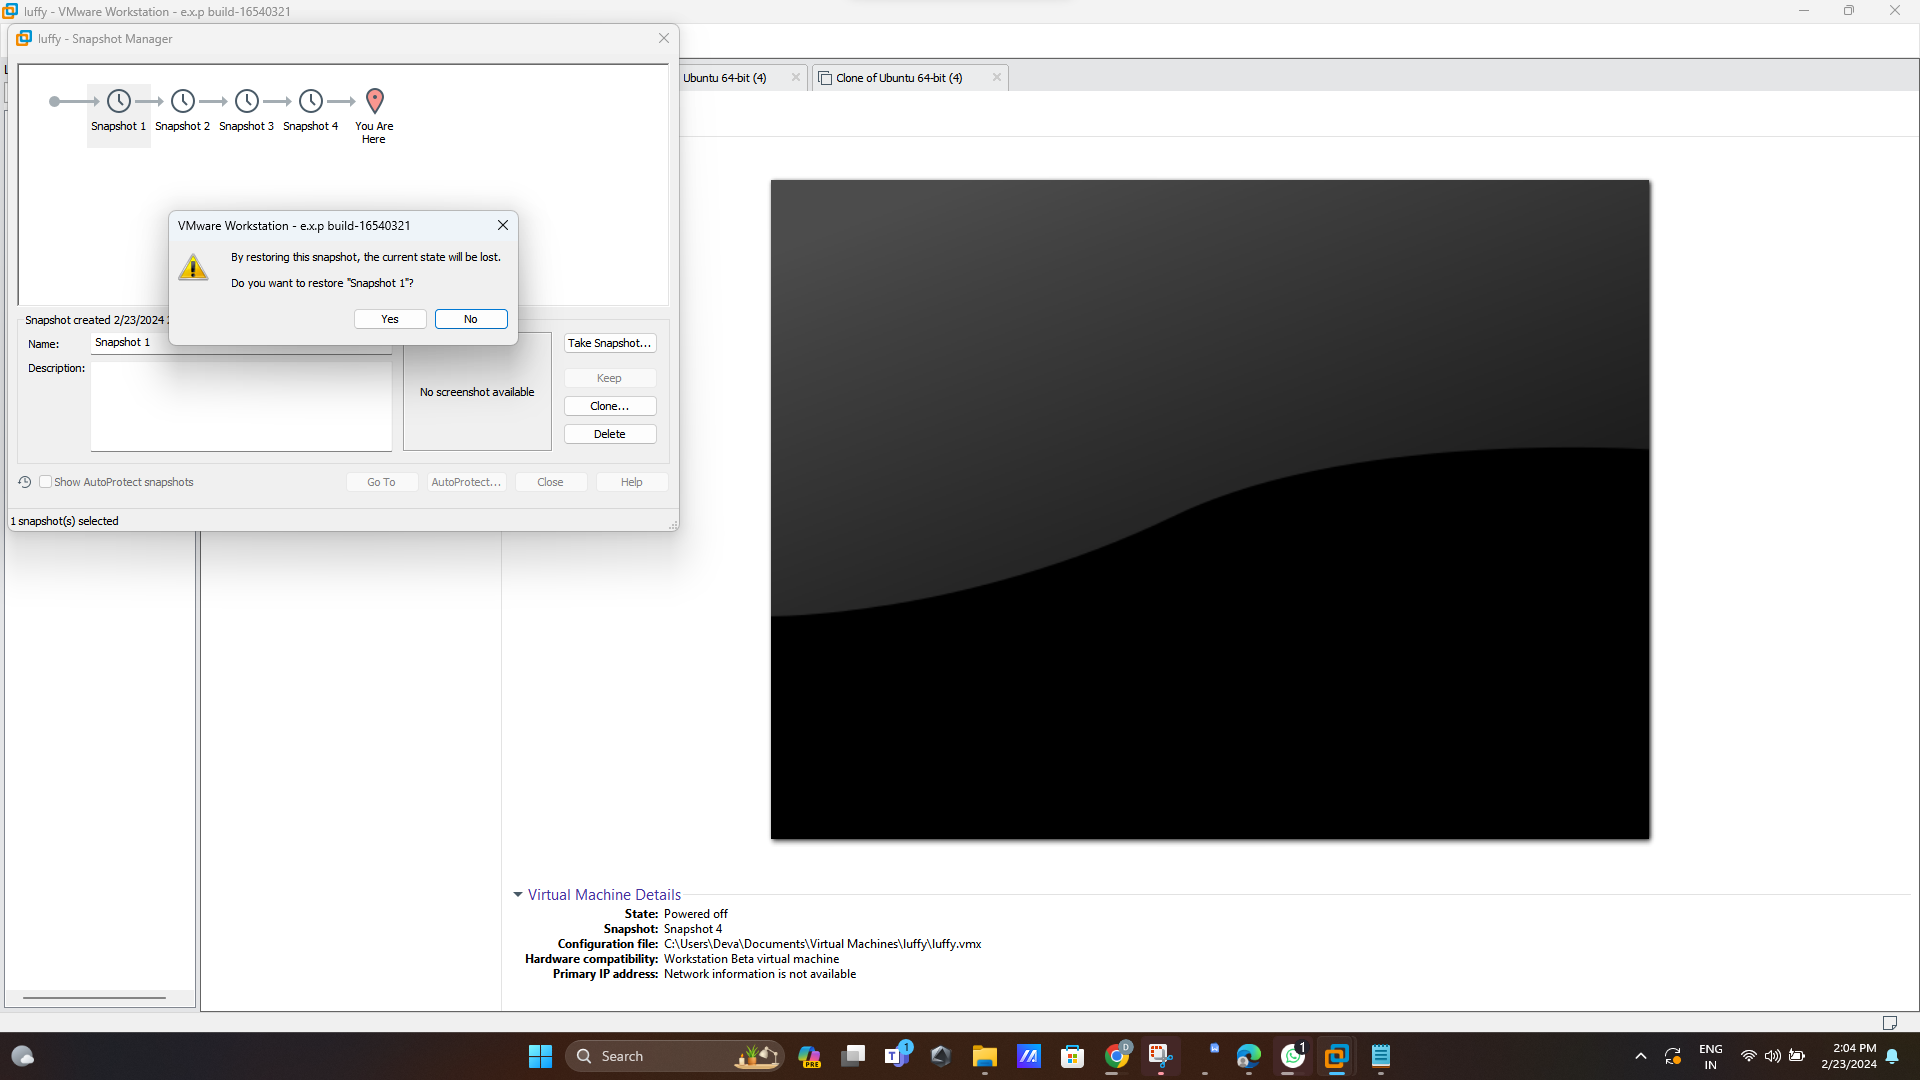 luffy - VMware Workstation - e.x.p build-16540321
luffy - Snapshot Manager
Ubuntu 64-bit (4)
Clone of Ubuntu 64-bit (4)
Snapshot 1
Snapshot 2
Snapshot 3
Snapshot 4
You Are
Here
VMware Workstation - e.x.p build-16540321
By restoring this snapshot, the current state will be lost.
Do you want to restore "Snapshot 1"?
Yes
No
Snapshot created 2/23/2024
Name:
Snapshot 1
Description:
No screenshot available
Take Snapshot...
Keep
Clone...
Delete
Show AutoProtect snapshots
Go To
AutoProtect...
Close
Help
1 snapshot(s) selected
Virtual Machine Details
State: Powered off
Snapshot: Snapshot 4
Configuration file: C:\Users\Deva\Documents\Virtual Machines\luffy\luffy.vmx
Hardware compatibility: Workstation Beta virtual machine
Primary IP address: Network information is not available
Search
PRE
T
1
D
1
ENG
IN
2:04 PM
2/23/2024